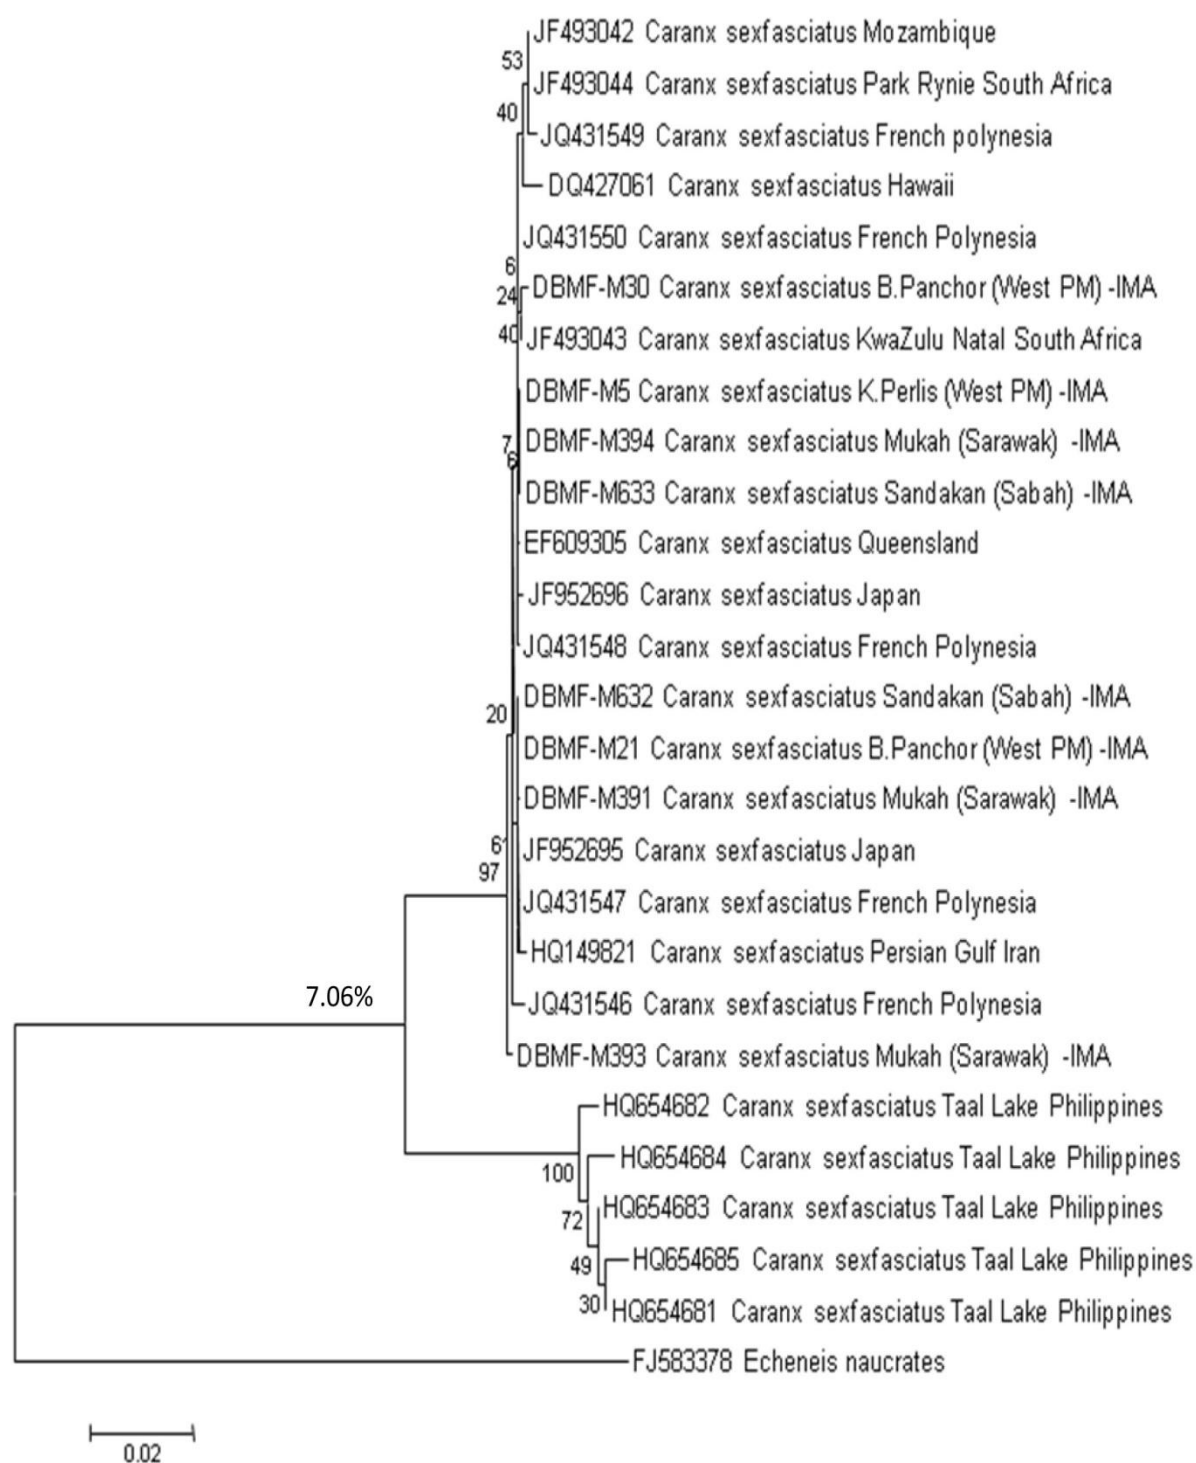 JF493042 Caranx sexfasciatus Mozambique
53
JF493044 Caranx sexfasciatus Park Rynie South Africa
40
JQ431549 Caranx sexfasciatus French polynesia
DQ427061 Caranx sexfasciatus Hawaii
JQ431550 Caranx sexfasciatus French Polynesia
6
24
DBMF-M30 Caranx sexfasciatus B.Panchor (West PM) -IMA
40
JF493043 Caranx sexfasciatus KwaZulu Natal South Africa
DBMF-M5 Caranx sexfasciatus K.Perlis (West PM) -IMA
7
DBMF-M394 Caranx sexfasciatus Mukah (Sarawak) -IMA
6
DBMF-M633 Caranx sexfasciatus Sandakan (Sabah) -IMA
EF609305 Caranx sexfasciatus Queensland
JF952696 Caranx sexfasciatus Japan
JQ431548 Caranx sexfasciatus French Polynesia
DBMF-M632 Caranx sexfasciatus Sandakan (Sabah) -IMA
20
DBMF-M21 Caranx sexfasciatus B.Panchor (West PM) -IMA
DBMF-M391 Caranx sexfasciatus Mukah (Sarawak) -IMA
JF952695 Caranx sexfasciatus Japan
97
JQ431547 Caranx sexfasciatus French Polynesia
HQ149821 Caranx sexfasciatus Persian Gulf Iran
7.06%
JQ431546 Caranx sexfasciatus French Polynesia
DBMF-M393 Caranx sexfasciatus Mukah (Sarawak) -IMA
HQ654682 Caranx sexfasciatus Taal Lake Philippines
HQ654684 Caranx sexfasciatus Taal Lake Philippines
100
HQ654683 Caranx sexfasciatus Taal Lake Philippines
72
HQ654685 Caranx sexfasciatus Taal Lake Philippines
49
30
HQ654681 Caranx sexfasciatus Taal Lake Philippines
FJ583378 Echeneis naucrates
0.02